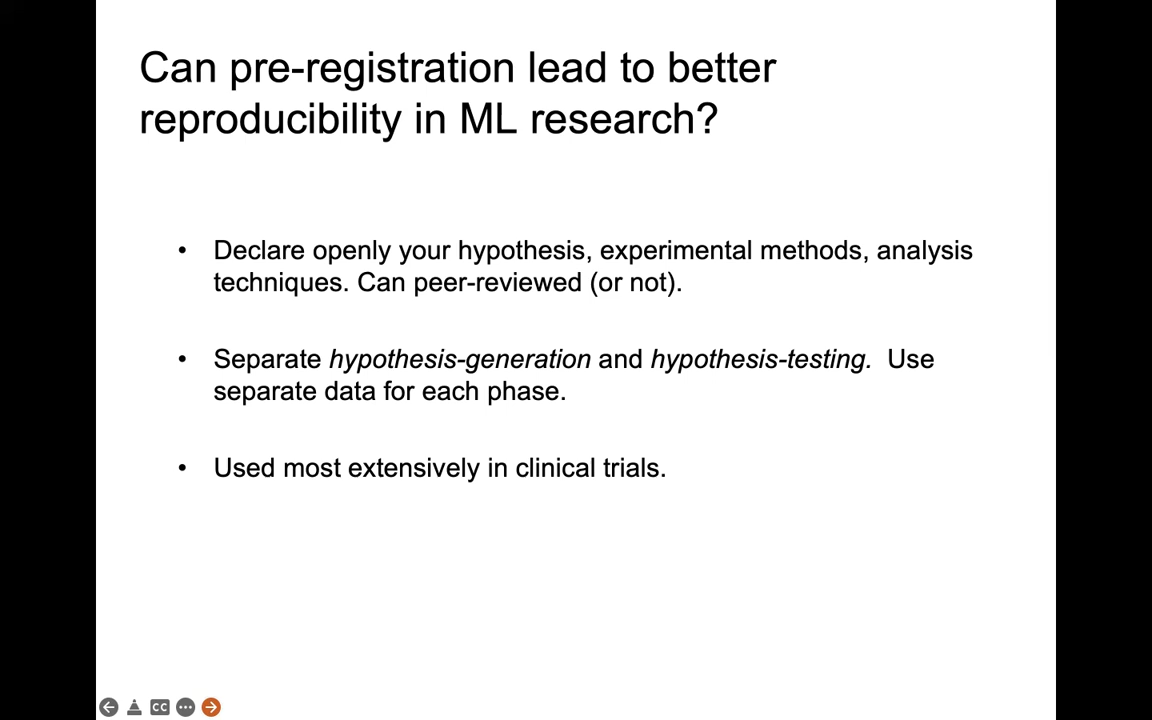 Can pre-registration lead to better
reproducibility in ML research?
• Declare openly your hypothesis, experimental methods, analysis
techniques. Can peer-reviewed (or not).
• Separate hypothesis-generation and hypothesis-testing. Use
separate data for each phase.
• Used most extensively in clinical trials.
CC